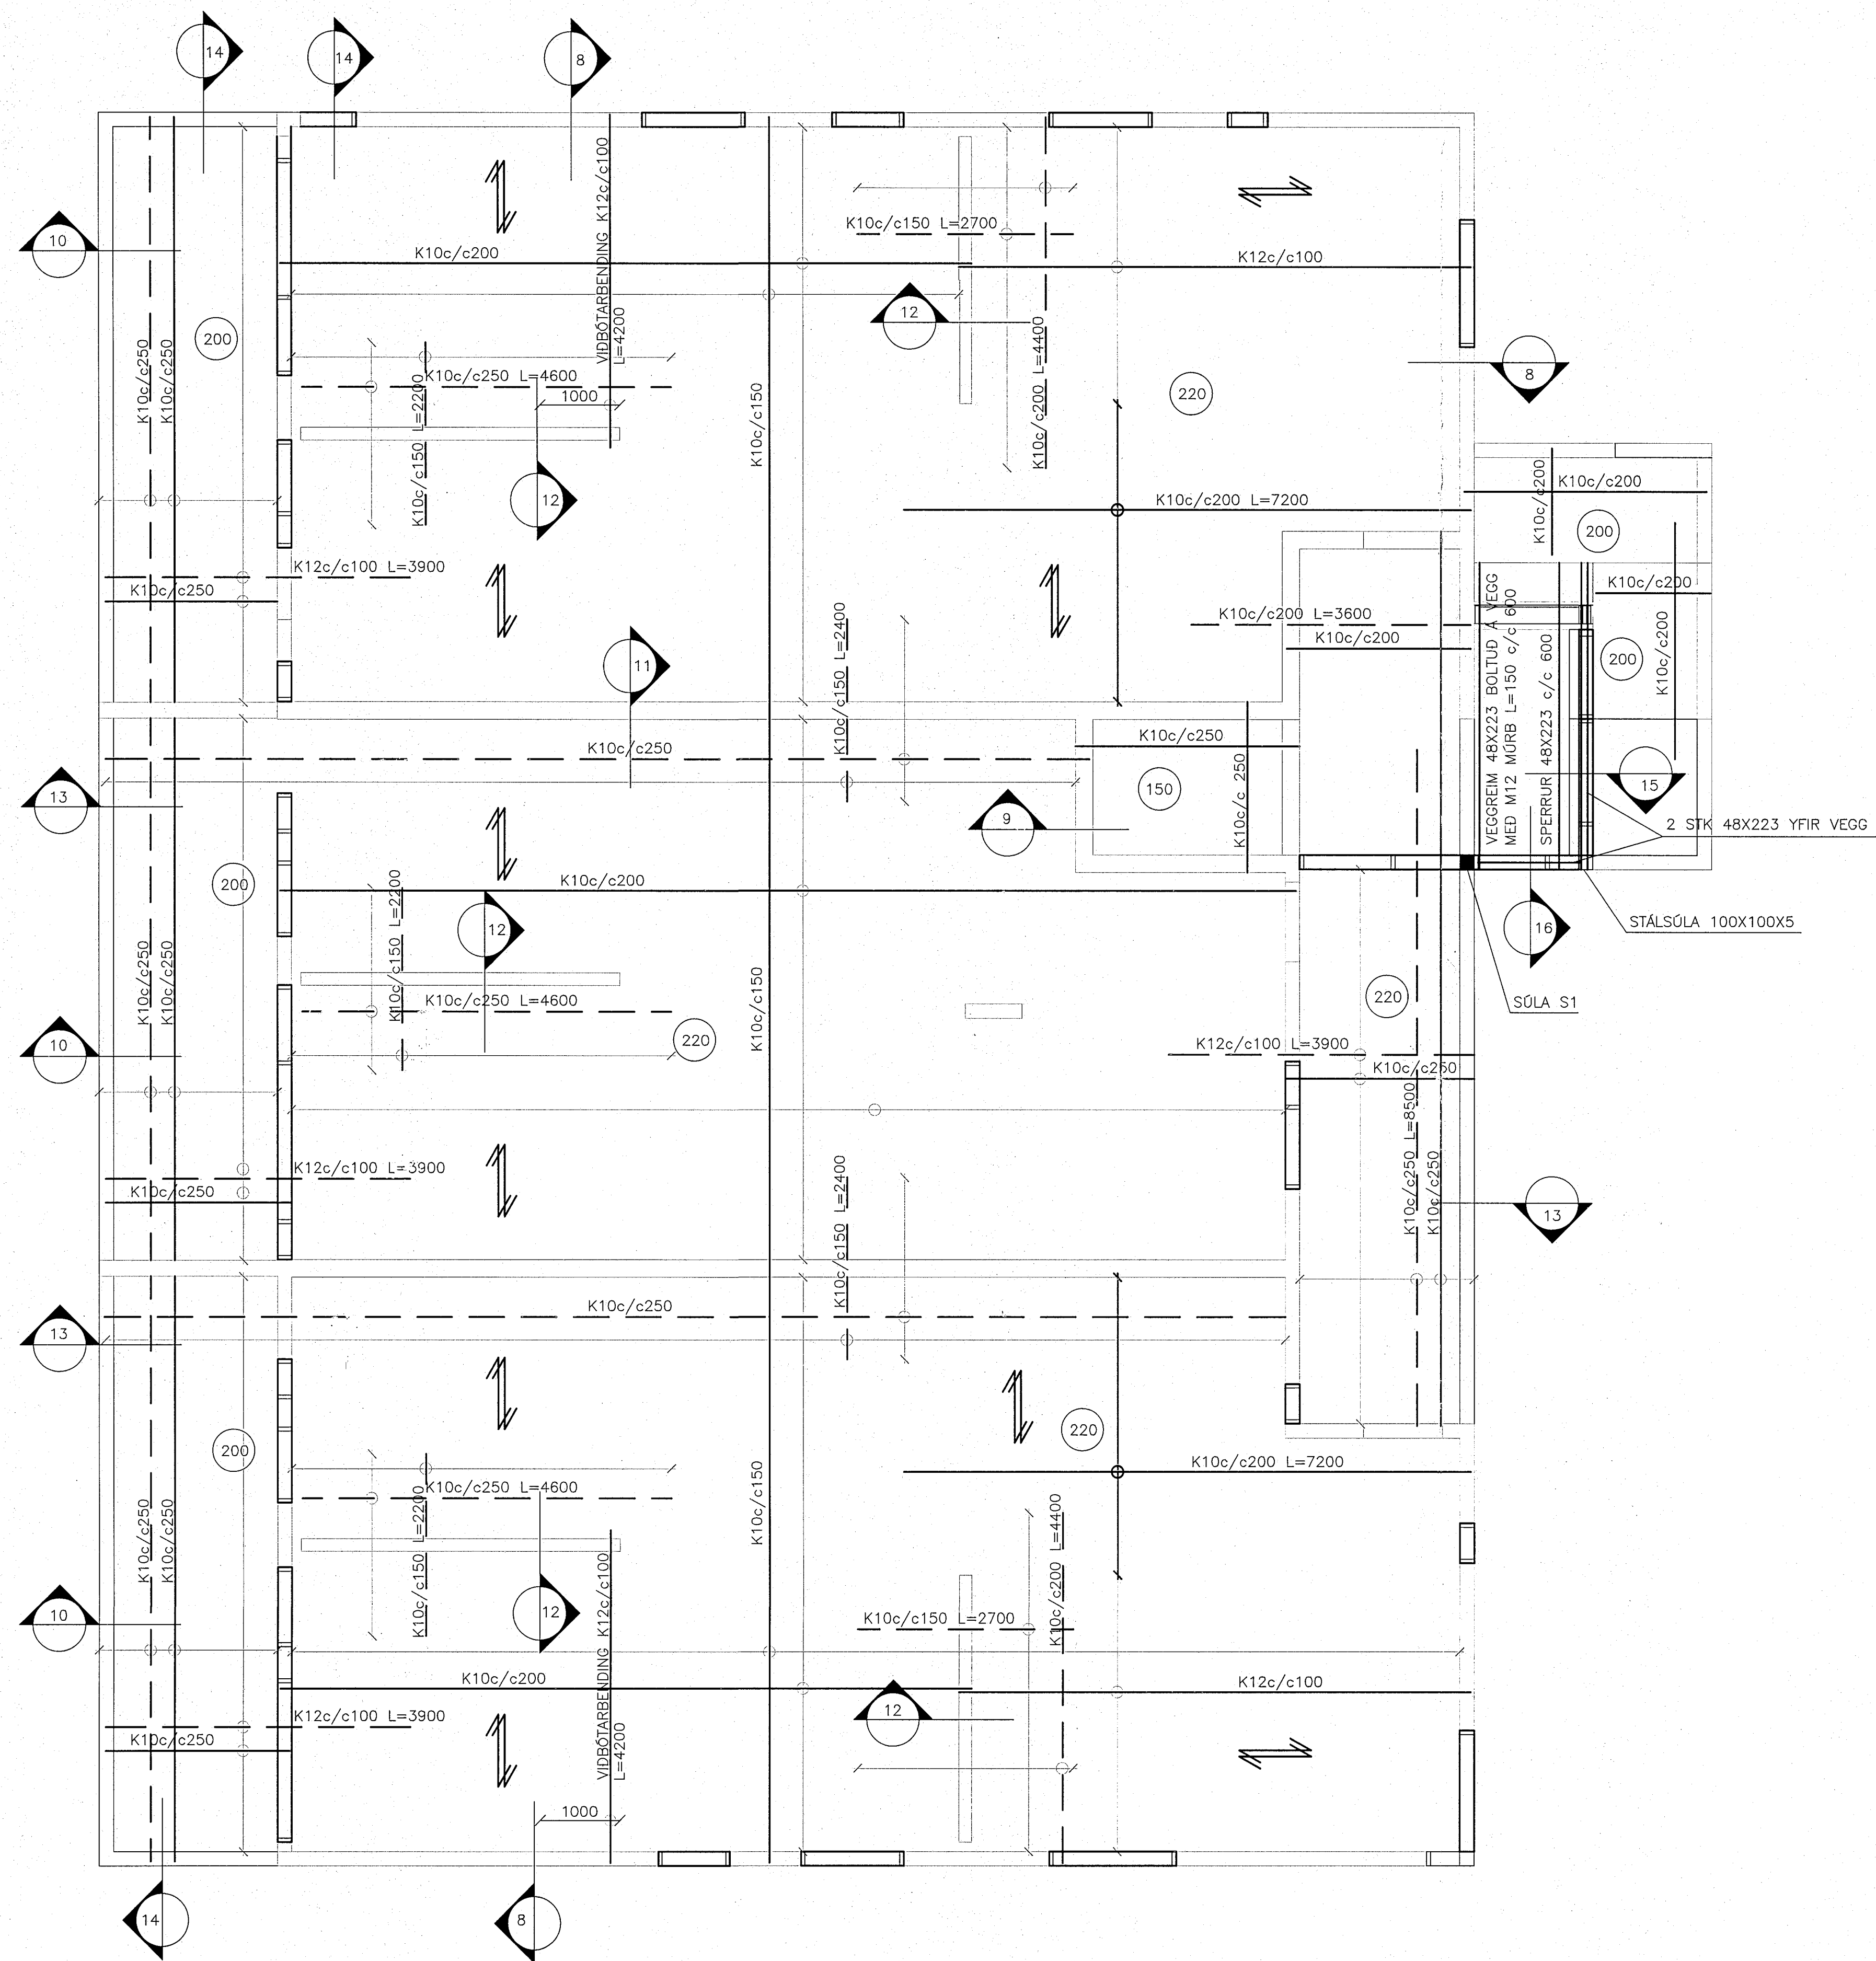 14
14
8
10
K10c/c200
VIÐBÓTARBENDING K12c/c100
L=4200
K10c/c150 L=2700
K12c/c100
12
200
K10c/c250
K10c/c250
K10c/c250 L=4600
1000
K10c/c150 L=2200
K10c/c150
K10c/c200 L=4400
220
8
12
K10c/c200 L=7200
K10c/c200
K10c/c200
200
K12c/c100 L=3900
K10c/c250
K10c/c200
K10c/c200 L=3600
K10c/c200
11
K10c/c150 L=2400
VEGGREIM 48X223 BOLTUÐ Á VEGG
MEÐ M12 MÚRB L=150 c/c 600
SPERRUR 48X223 c/c 600
200
K10c/c200
K10c/c250
K10c/c250
13
150
K10c/c 250
15
9
2 STK 48X223 YFIR VEGG
200
K10c/c200
K10c/c150 L=2200
12
16
STÁLSÚLA 100X100X5
K10c/c250
K10c/c250
K10c/c250 L=4600
K10c/c150
220
220
SÚLA S1
10
K12c/c100 L=3900
K10c/c250
K10c/c250 L=8500
K10c/c250
K12c/c100 L=3900
K10c/c250
K10c/c150 L=2400
13
13
K10c/c250
200
220
K10c/c200 L=7200
K10c/c250 L=4600
K10c/c250
K10c/c250
K10c/c150 L=2200
K10c/c150
K10c/c200 L=4400
10
12
VIÐBÓTARBENDING K12c/c100
L=4200
K10c/c150 L=2700
K10c/c200
K12c/c100
K12c/c100 L=3900
K10c/c250
12
1000
14
8